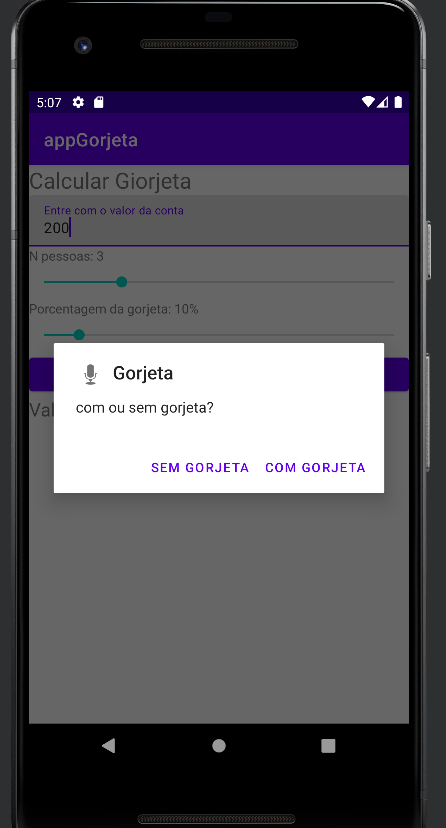 5:07
appGorjeta
Calcular Giorjeta
Entre com o valor da conta
200
N pessoas: 3
Porcentagem da gorjeta: 10%
Gorjeta
com ou sem gorjeta?
SEM GORJETA COM GORJETA